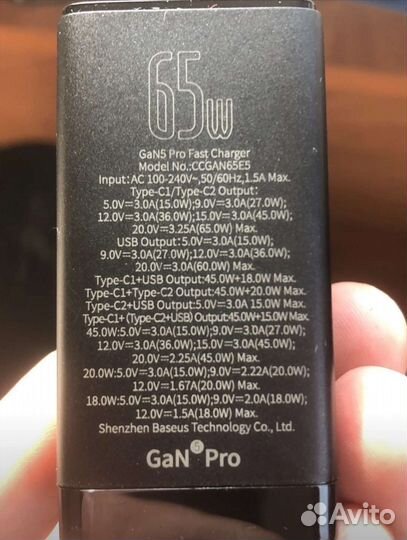 65w
GaN5 Pro Fast Charger
Model No.:CCGAN65E5
Input:AC 100-240V~,50/60Hz,1.5A Max.
Type-C1/Type-C2 Output:
5.0V⎓3.0A(15.0W);9.0V⎓3.0A(27.0W);
12.0V⎓3.0A(36.0W);15.0V⎓3.0A(45.0W);
20.0V⎓3.25A(65.0W) Max.
USB Output:5.0V⎓3.0A(15.0W);
9.0V⎓3.0A(27.0W);12.0V⎓3.0A(36.0W);
20.0V⎓3.0A(60.0W) Max.
Type-C1+USB Output:45.0W+18.0W Max.
Type-C1+Type-C2 Output:45.0W+20.0W Max.
Type-C2+USB Output:5.0V⎓3.0A 15.0W Max.
Type-C1+(Type-C2+USB) Output:45.0W+15.0W Max.
45.0W:5.0V⎓3.0A(15.0W);9.0V⎓3.0A(27.0W);
12.0V⎓3.0A(36.0W);15.0V⎓3.0A(45.0W);
20.0V⎓2.25A(45.0W) Max.
20.0W:5.0V⎓3.0A(15.0W);9.0V⎓2.22A(20.0W);
12.0V⎓1.67A(20.0W) Max.
18.0W:5.0V⎓3.0A(15.0W);9.0V⎓2.0A(18.0W);
12.0V⎓1.5A(18.0W) Max.
Shenzhen Baseus Technology Co., Ltd.
GaN⑤ Pro
Avito